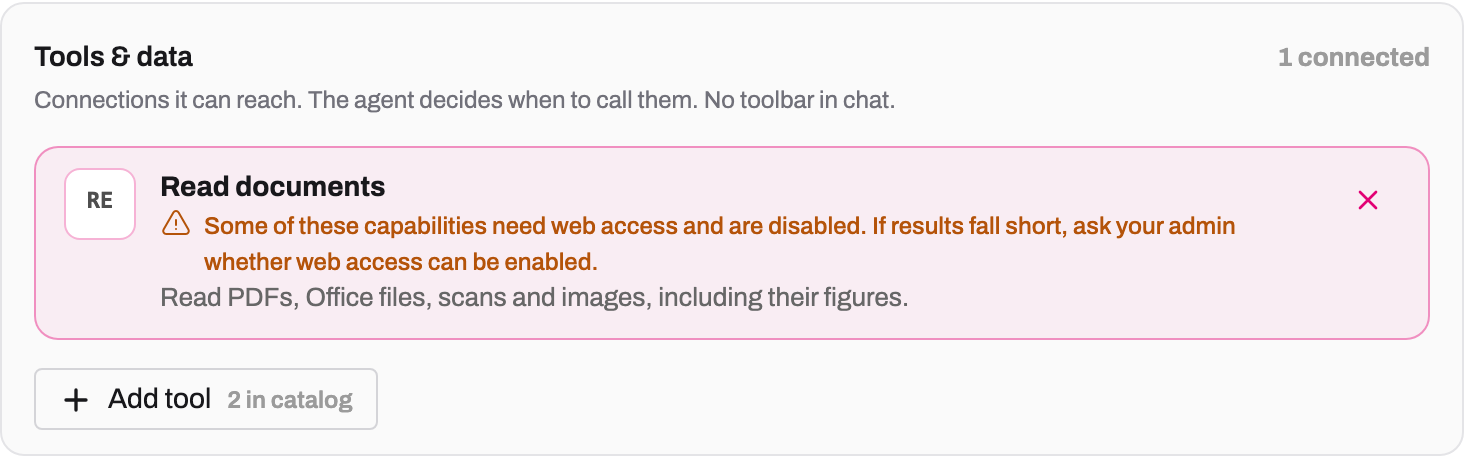 Tools & data
1 connected
Connections it can reach. The agent decides when to call them. No toolbar in chat.
RE
Read documents
Some of these capabilities need web access and are disabled. If results fall short, ask your admin
whether web access can be enabled.
Read PDFs, Office files, scans and images, including their figures.
Add tool 2 in catalog